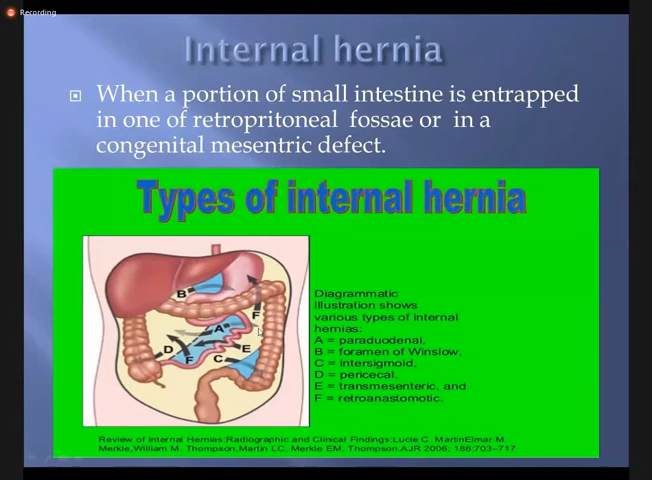 Recording
Internal hernia
When a portion of small intestine is entrapped
in one of retropritoneal fossae or in a
congenital mesentric defect.
Types of internal hernia
B
F
A
D
F
E
C
Diagrammatic
Illustration shows
various types of internal
hernias:
A = paraduodenal,
B = foramen of Winslow,
C = intersigmoid,
D = pericecal,
E = transmesenteric, and
F = retroanastomotic.
Review of Internal Hernias:Radiographic and Clinical Findings:Lucie C. MartinElmar M.
Merkle,William M. Thompson,Martin LC, Merkle EM, Thompson.AJR 2006; 186:703–717